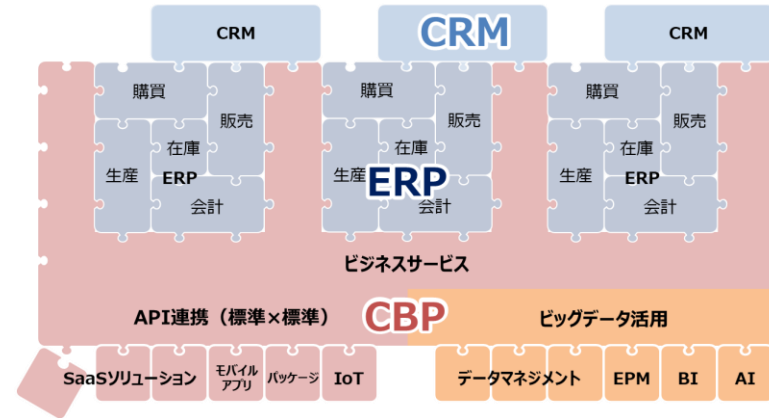 CRM CRM CRM
購買 購買 購買
販売 販売 販売
在庫 在庫 在庫
生産 ERP 生産 ERP 生産 ERP
会計 会計 会計
ビジネスサービス
API連携（標準×標準） CBP ビッグデータ活用
SaaSソリューション モバイル パッケージ IoT データマネジメント EPM BI AI
アプリ